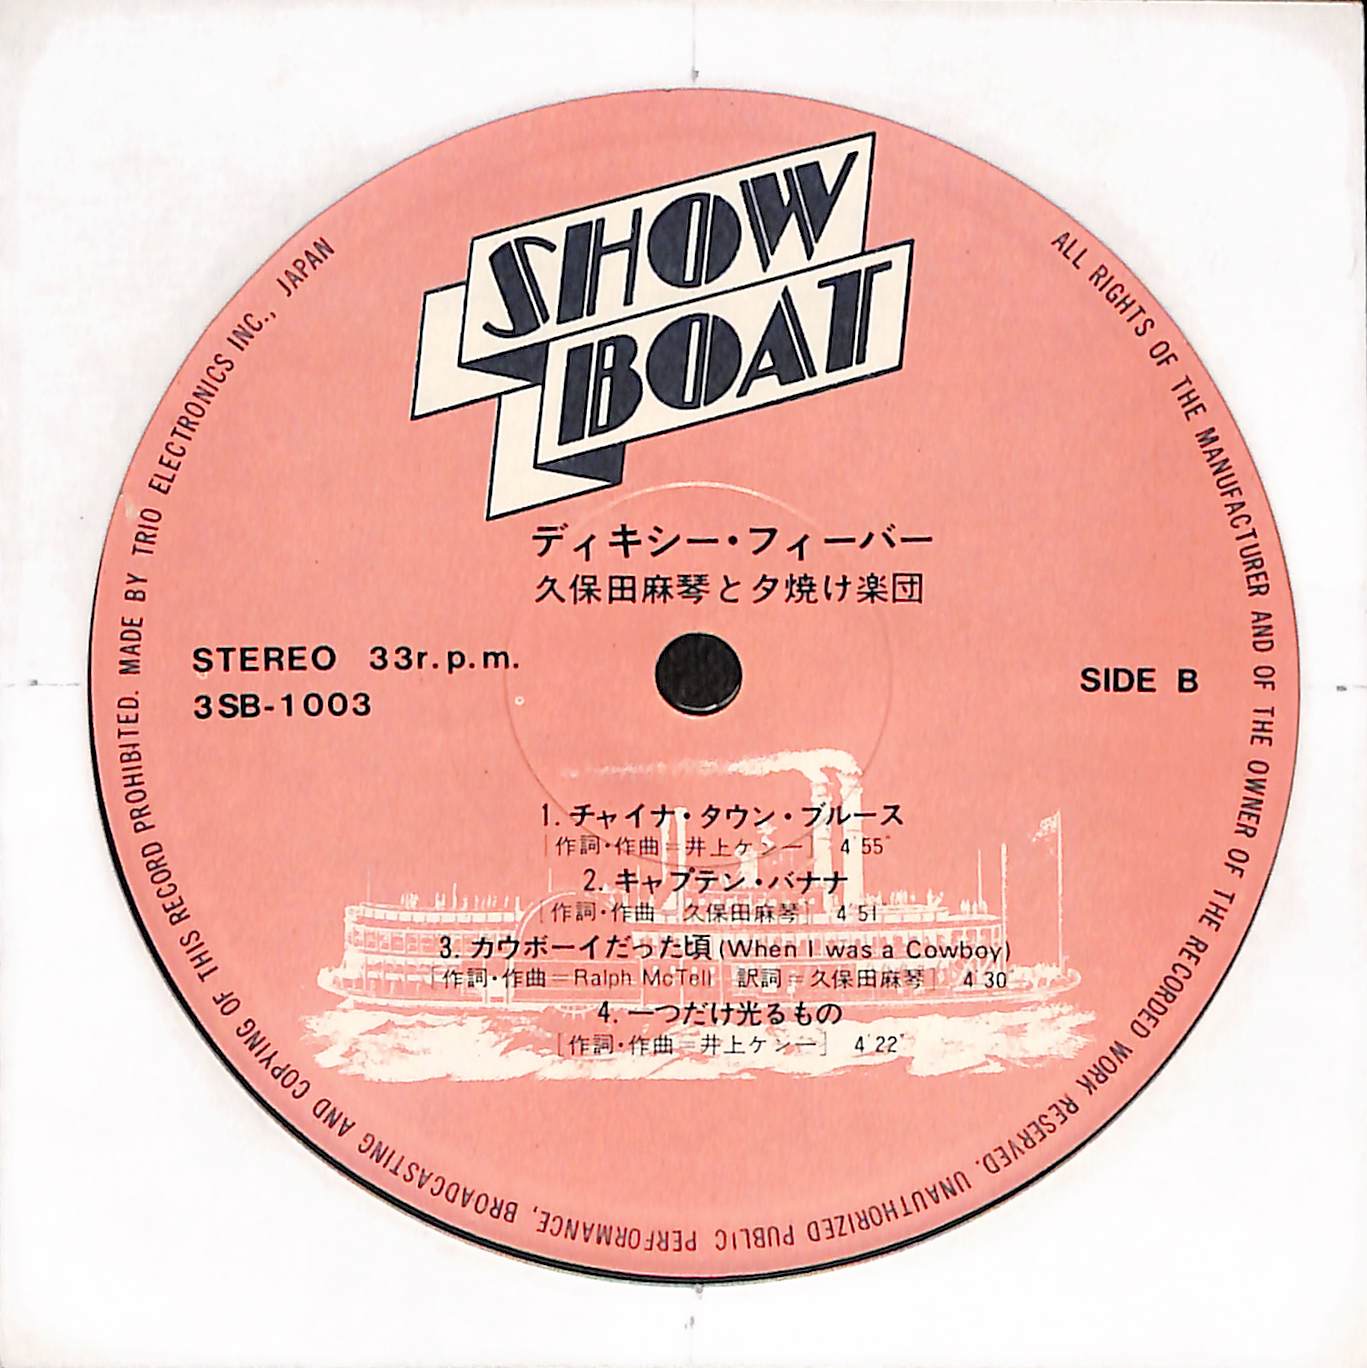 SHOW
BOAT
ディキシー・フィーバー
久保田麻琴と夕焼け楽団
STEREO 33r.p.m.
3SB-1003
SIDE B
1. チャイナ・タウン・ブルース
[作詞・作曲=井上ケン一] 4'55"
2. キャプテン・バナナ
[作詞・作曲=久保田麻琴] 4'51
3. カウボーイだった頃(When I was a Cowboy)
[作詞・作曲=Ralph McTell 訳詞=久保田麻琴] 4'30
4. 一つだけ光るもの
[作詞・作曲=井上ケン一] 4'22"
ALL RIGHTS OF THE MANUFACTURER AND OF THE OWNER OF THE RECORDED WORK RESERVED. UNAUTHORIZED PUBLIC PERFORMANCE, BROADCASTING AND COPYING OF THIS RECORD PROHIBITED. MADE BY TRIO ELECTRONICS INC., JAPAN